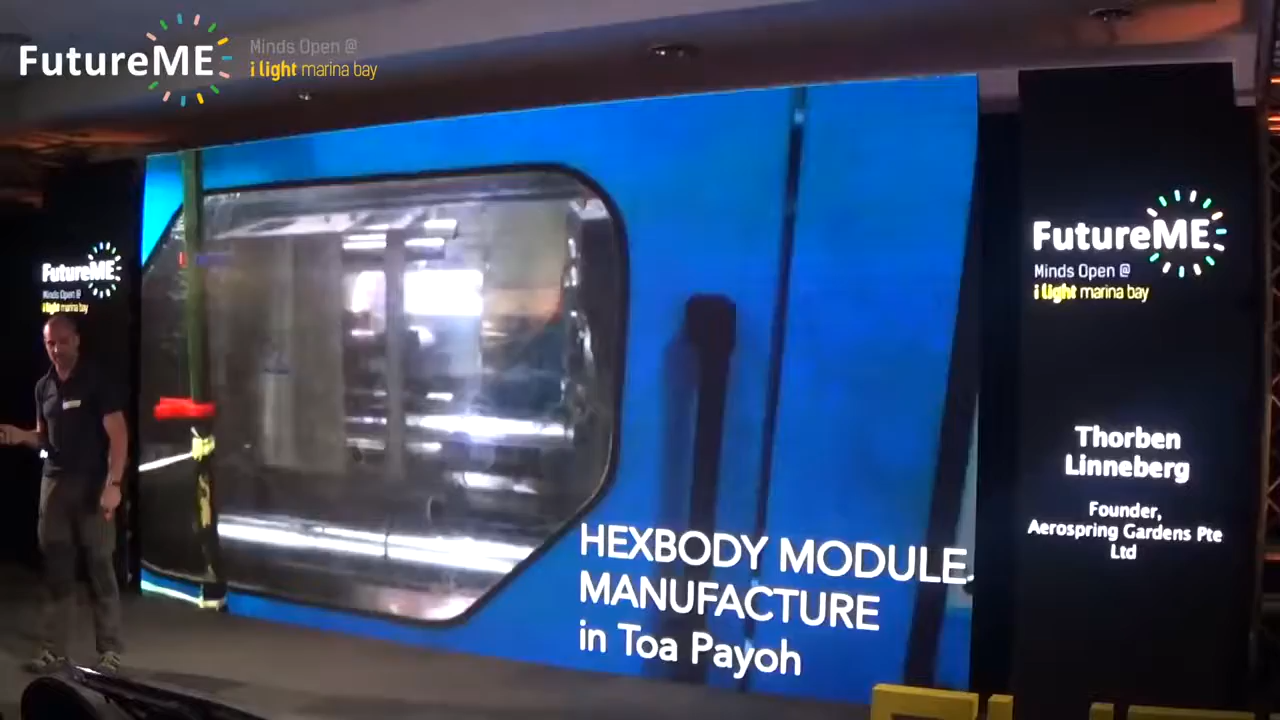 FutureME
Minds Open @
i light marina bay
FutureME
Minds Open @
i light marina bay
HEXBODY MODULE
MANUFACTURE
in Toa Payoh
FutureME
Minds Open @
i light marina bay
Thorben
Linneberg
Founder,
Aerospring Gardens Pte
Ltd